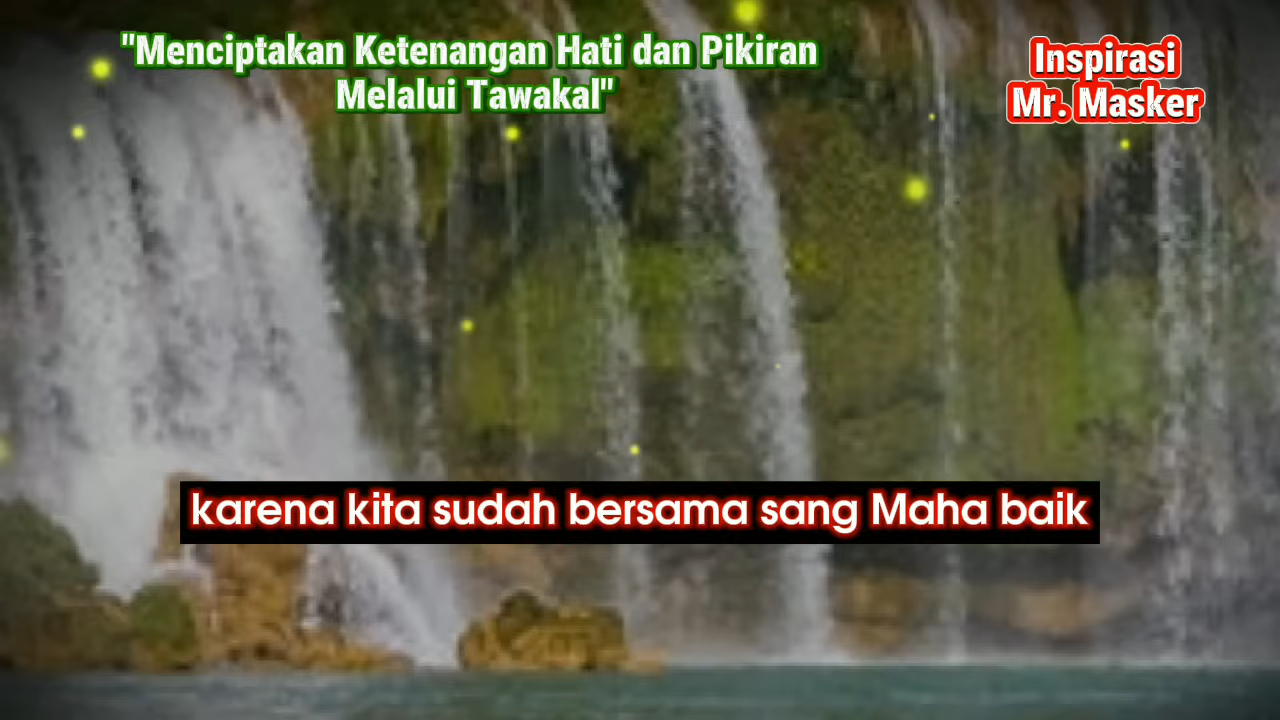 "Menciptakan Ketenangan Hati dan Pikiran
Melalui Tawakal"
Inspirasi
Mr. Masker
karena kita sudah bersama sang Maha baik